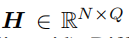 𝑯 ∈ ℝ^{N×Q}